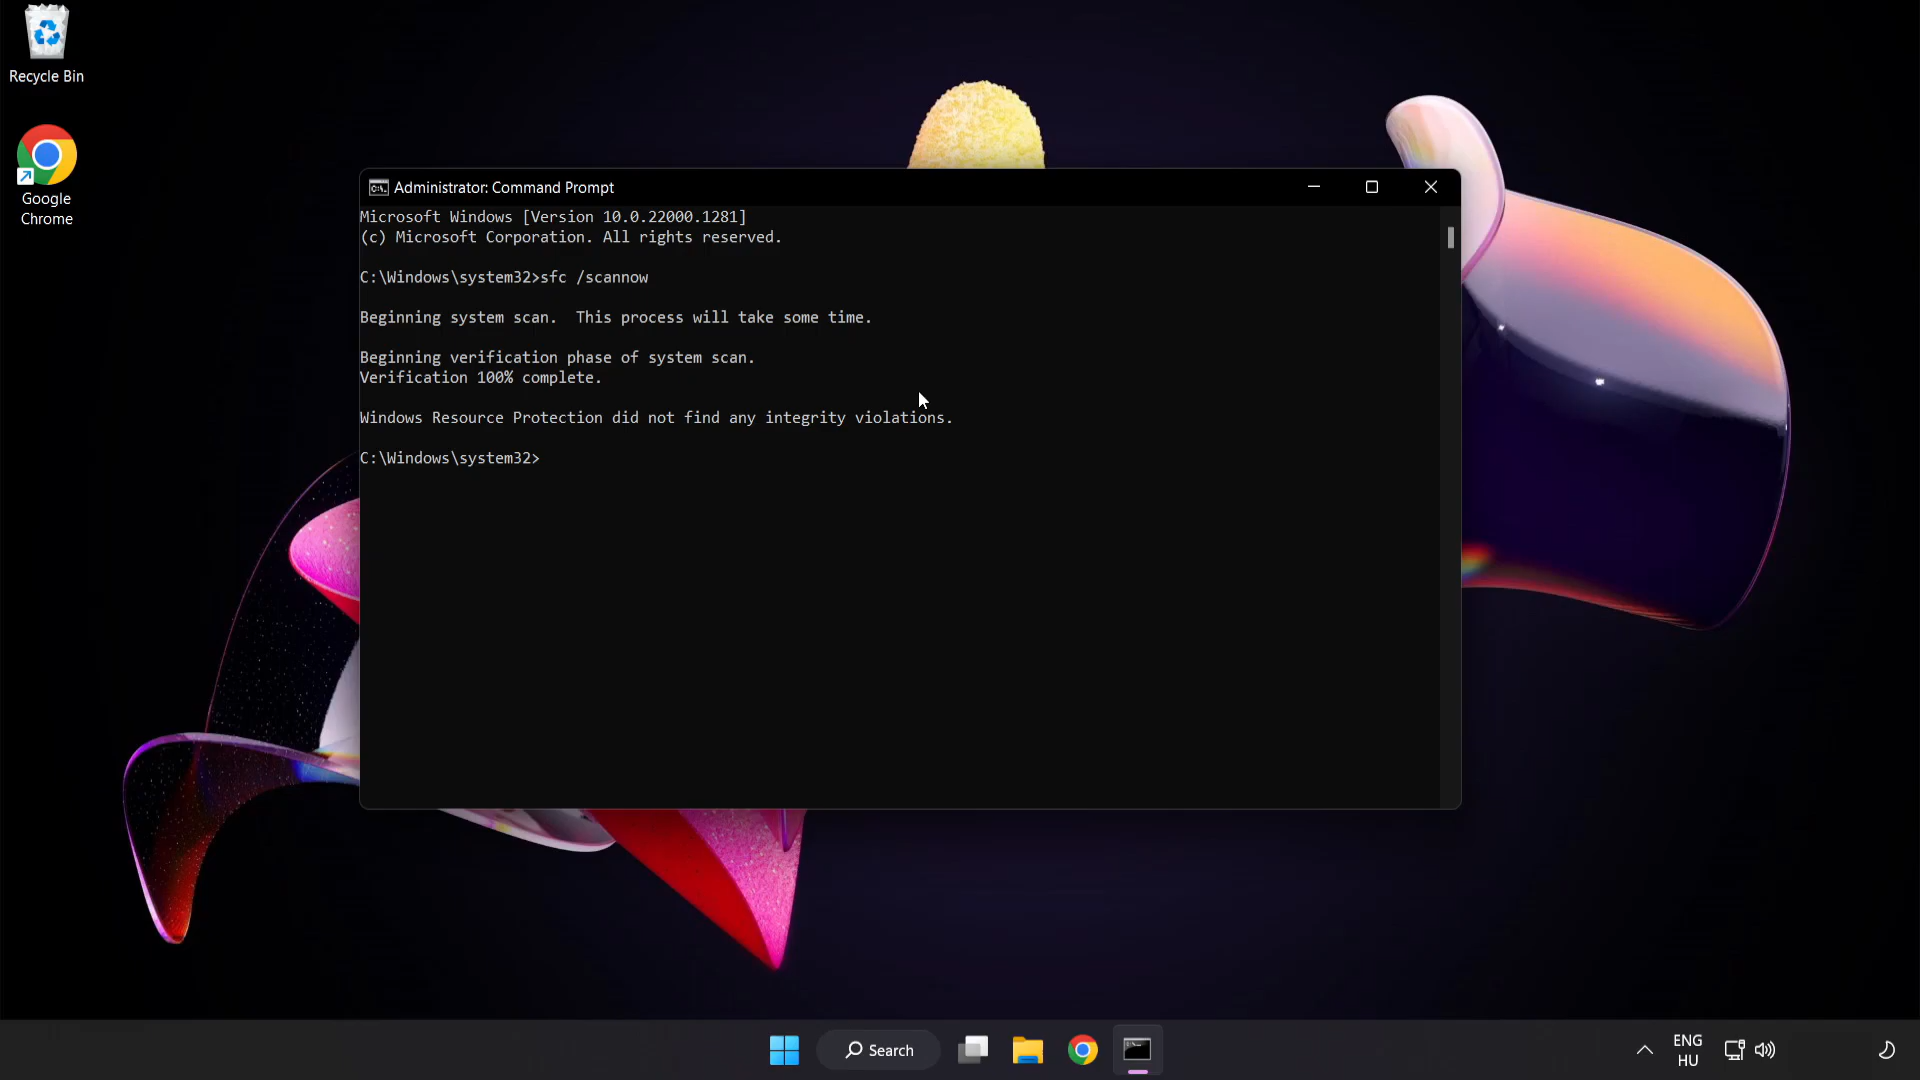 Recycle Bin
Google
Chrome
Administrator: Command Prompt
Microsoft Windows [Version 10.0.22000.1281]
(c) Microsoft Corporation. All rights reserved.
C:\Windows\system32>sfc /scannow
Beginning system scan.  This process will take some time.
Beginning verification phase of system scan.
Verification 100% complete.
Windows Resource Protection did not find any integrity violations.
C:\Windows\system32>
Search
ENG
HU